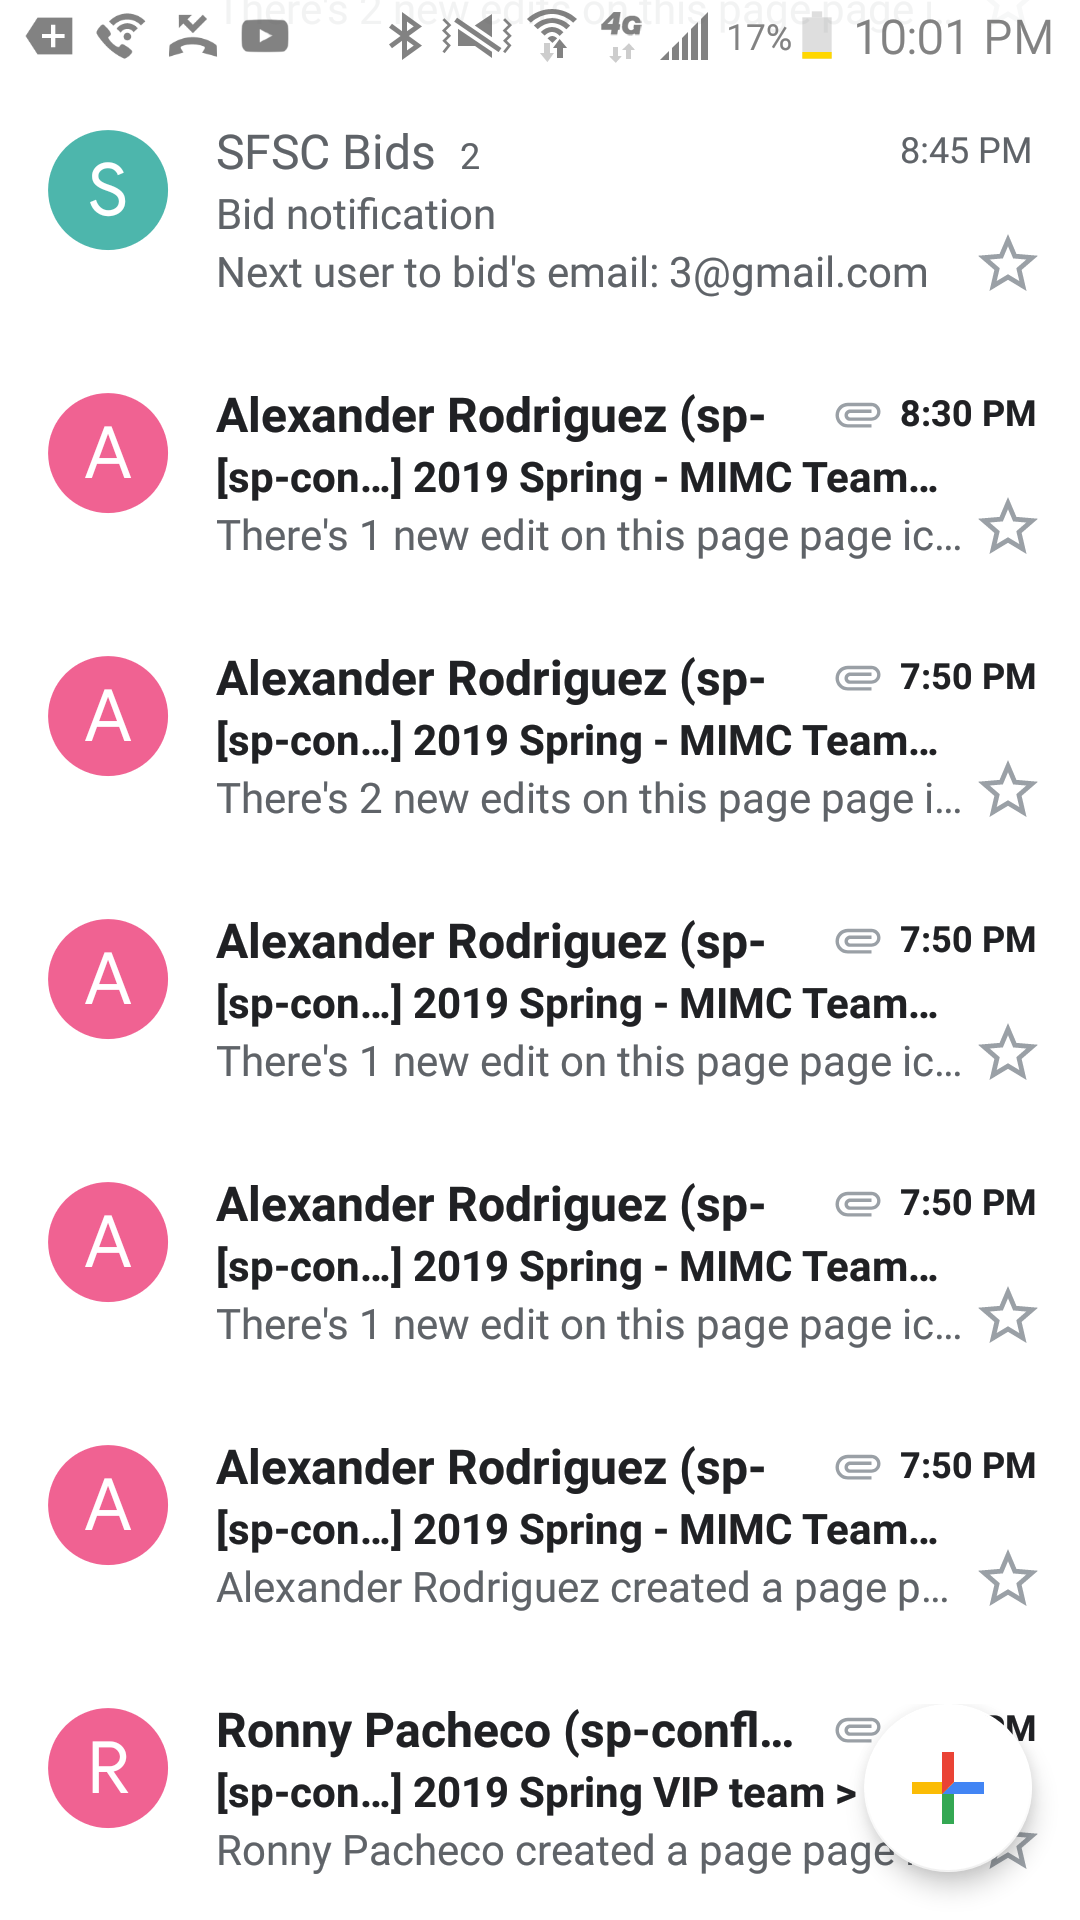 There's 2 new edits on this page page i...
17% 10:01 PM
4G
S
SFSC Bids 2 8:45 PM
Bid notification
Next user to bid's email: 3@gmail.com
A
Alexander Rodriguez (sp- 8:30 PM
[sp-con...] 2019 Spring - MIMC Team...
There's 1 new edit on this page page ic...
A
Alexander Rodriguez (sp- 7:50 PM
[sp-con...] 2019 Spring - MIMC Team...
There's 2 new edits on this page page i...
A
Alexander Rodriguez (sp- 7:50 PM
[sp-con...] 2019 Spring - MIMC Team...
There's 1 new edit on this page page ic...
A
Alexander Rodriguez (sp- 7:50 PM
[sp-con...] 2019 Spring - MIMC Team...
There's 1 new edit on this page page ic...
A
Alexander Rodriguez (sp- 7:50 PM
[sp-con...] 2019 Spring - MIMC Team...
Alexander Rodriguez created a page p...
R
Ronny Pacheco (sp-confl... PM
[sp-con...] 2019 Spring VIP team >
Ronny Pacheco created a page page